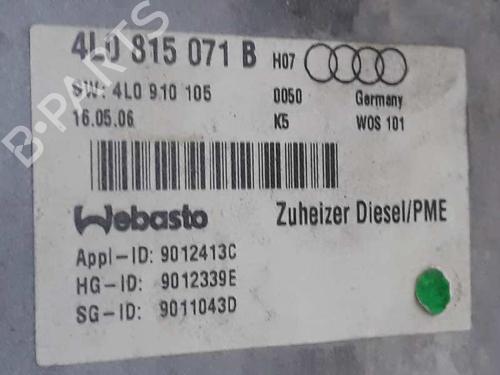 4L0 815 071 B H07
SW: 4L0 910 105 0050 Germany
16.05.06 K5 WOS 101
Webasto Zuheizer Diesel/PME
Appl-ID: 9012413C
HG-ID: 9012339E
SG-ID: 9011043D
B-PARTS